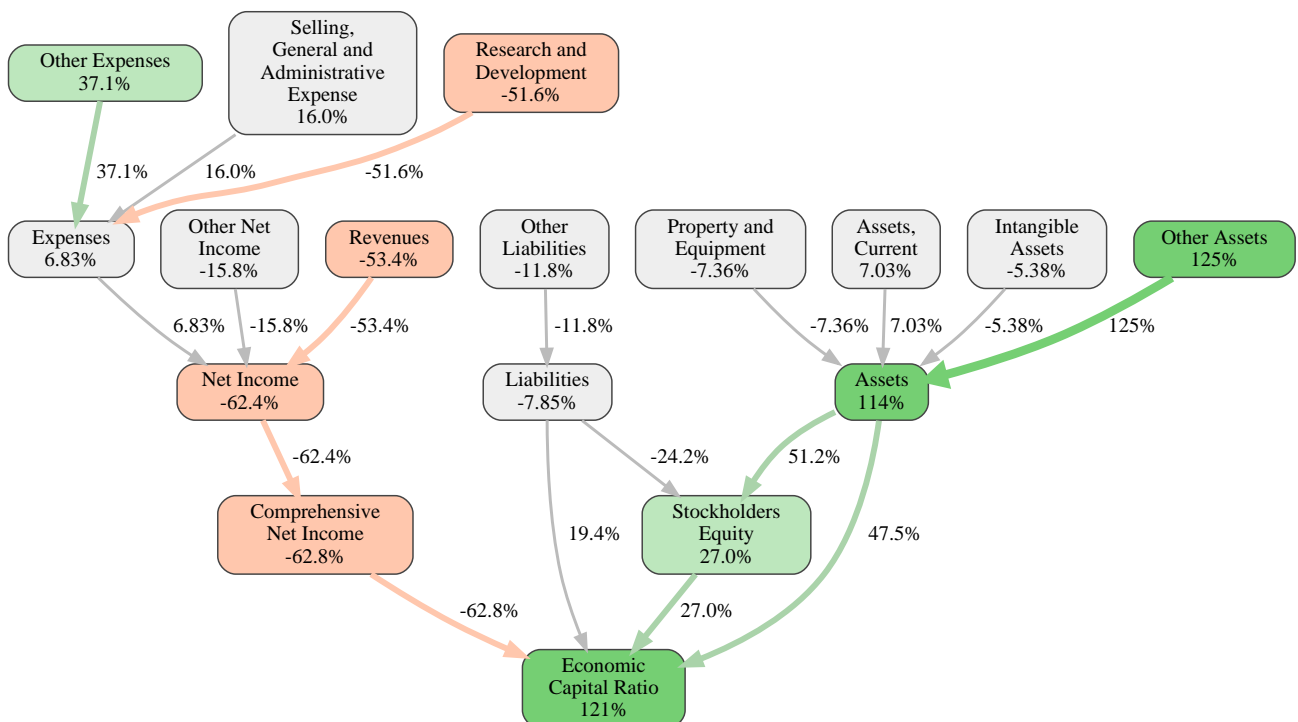 Other Expenses
37.1%
Selling,
General and
Administrative
Expense
16.0%
Research and
Development
-51.6%
37.1%
16.0%
-51.6%
Expenses
6.83%
Other Net
Income
-15.8%
Revenues
-53.4%
Other
Liabilities
-11.8%
Property and
Equipment
-7.36%
Assets,
Current
7.03%
Intangible
Assets
-5.38%
Other Assets
125%
6.83%
-15.8%
-53.4%
-11.8%
-7.36%
7.03%
-5.38%
125%
Net Income
-62.4%
Liabilities
-7.85%
Assets
114%
-62.4%
-24.2%
51.2%
Comprehensive
Net Income
-62.8%
19.4%
Stockholders
Equity
27.0%
47.5%
-62.8%
27.0%
Economic
Capital Ratio
121%